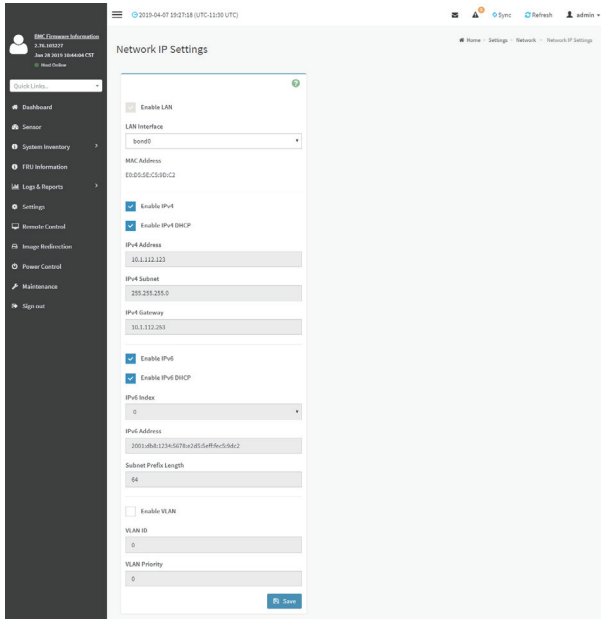 2019-04-07 19:27:18 (UTC-11:30 UTC)
6
Sync
Refresh
admin
BMC Firmware Information
2.76.103227
Jan 28 2019 10:44:04 CST
Host Online
Quick Links..
Dashboard
Sensor
System Inventory
FRU Information
Logs & Reports
Settings
Remote Control
Image Redirection
Power Control
Maintenance
Sign out
Network IP Settings
Home > Settings > Network > Network IP Settings
Enable LAN
LAN Interface
bond0
MAC Address
E0:D5:5E:C5:9D:C2
Enable IPv4
Enable IPv4 DHCP
IPv4 Address
10.1.112.123
IPv4 Subnet
255.255.255.0
IPv4 Gateway
10.1.112.253
Enable IPv6
Enable IPv6 DHCP
IPv6 Index
0
IPv6 Address
2001:db8:1234:5678:e2d5:5eff:fec5:9dc2
Subnet Prefix Length
64
Enable VLAN
VLAN ID
0
VLAN Priority
0
Save